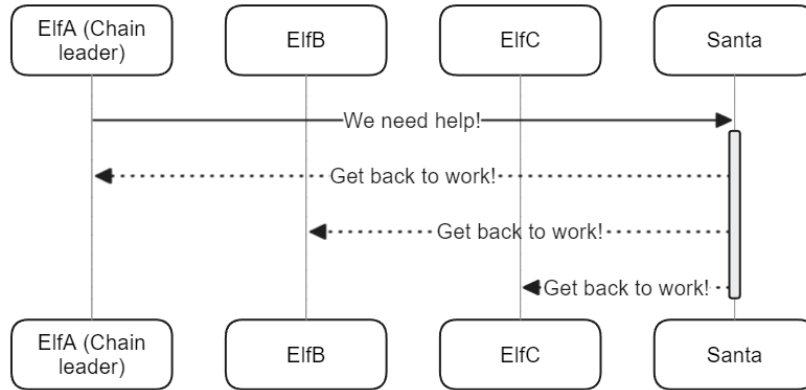 ElfA (Chain
leader)
ElfB
ElfC
Santa
We need help!
Get back to work!
Get back to work!
Get back to work!
ElfA (Chain
leader)
ElfB
ElfC
Santa